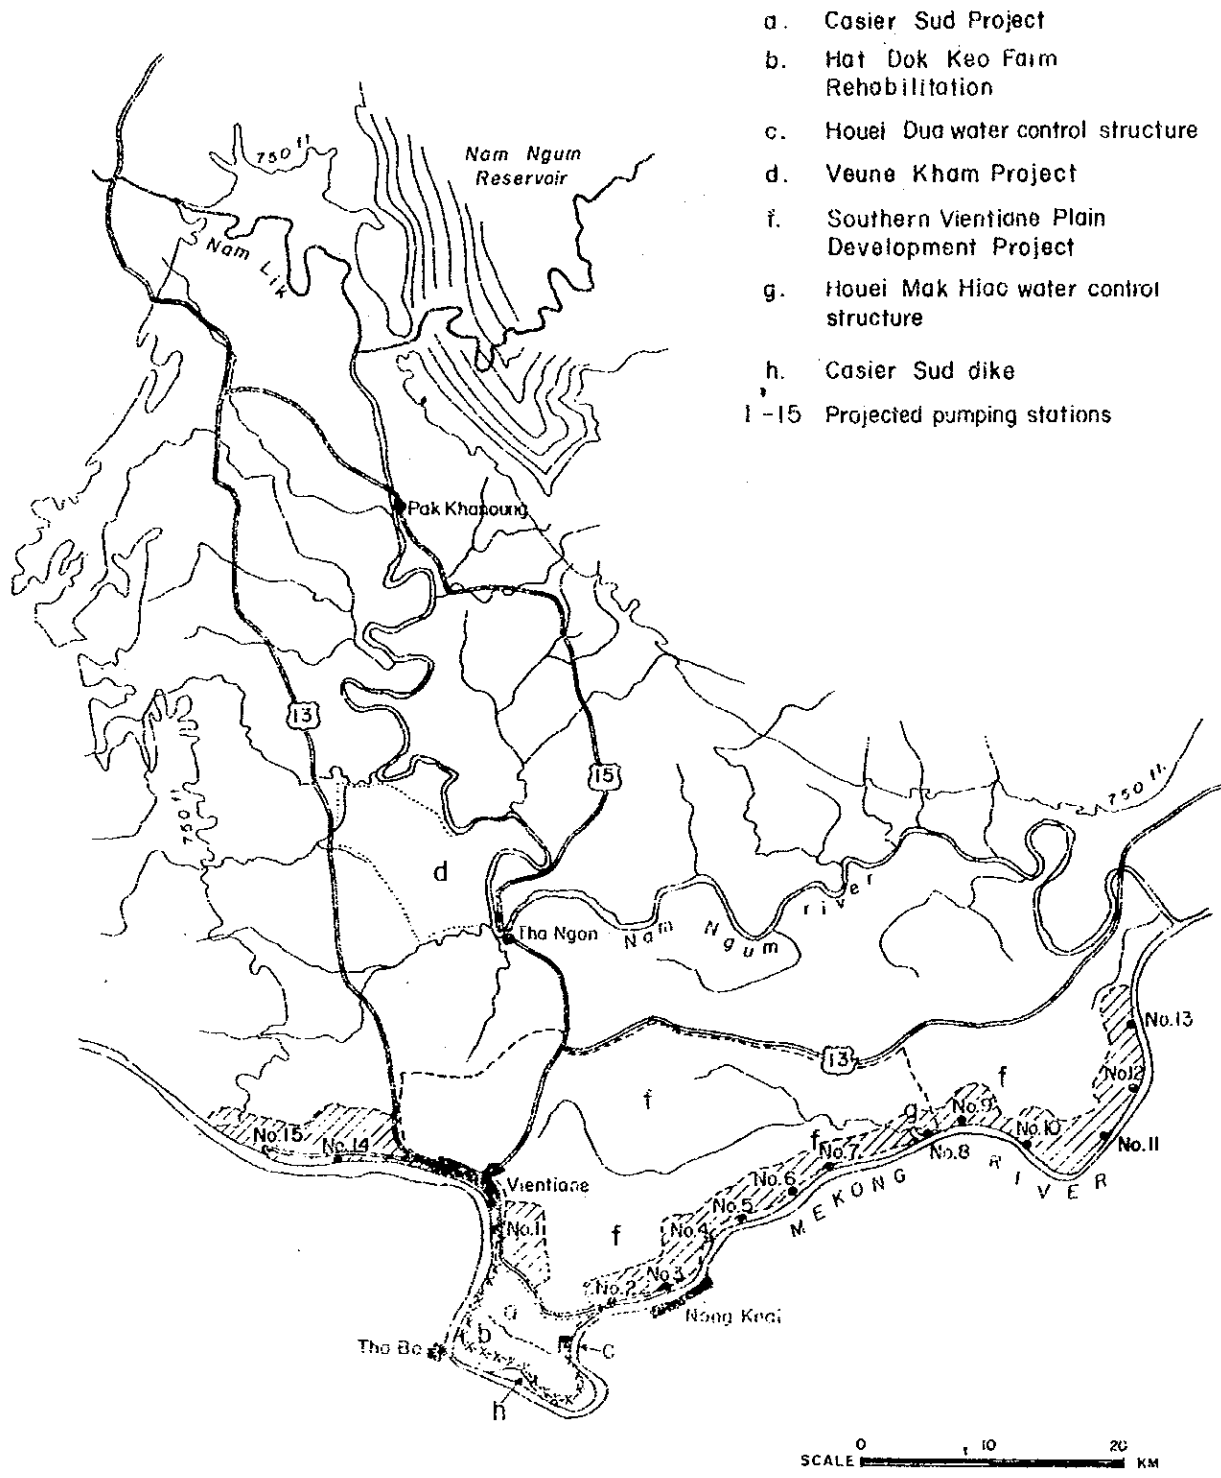 a. Casier Sud Project
b. Hat Dok Keo Farm
Rehabilitation
c. Houei Dua water control structure
d. Veune Kham Project
f. Southern Vientiane Plain
Development Project
g. Houei Mak Hiao water control
structure
h. Casier Sud dike
1-15 Projected pumping stations
750 ft.
Nam Ngum
Reservoir
Nam Lik
Pak Khanoung
13
15
750 ft.
750 ft.
d
Nam Ngum river
Tha Ngon
No.13
13
f
f
No.12
g
No.9
No.15
No.14
No.10
No.11
f
No.7
No.8
MEKONG RIVER
Vientiane
No.6
No.5
No.1
f
No.4
No.3
No.2
Nong Keai
a
b
Tha Bo
c
h
SCALE 0 10 20 KM